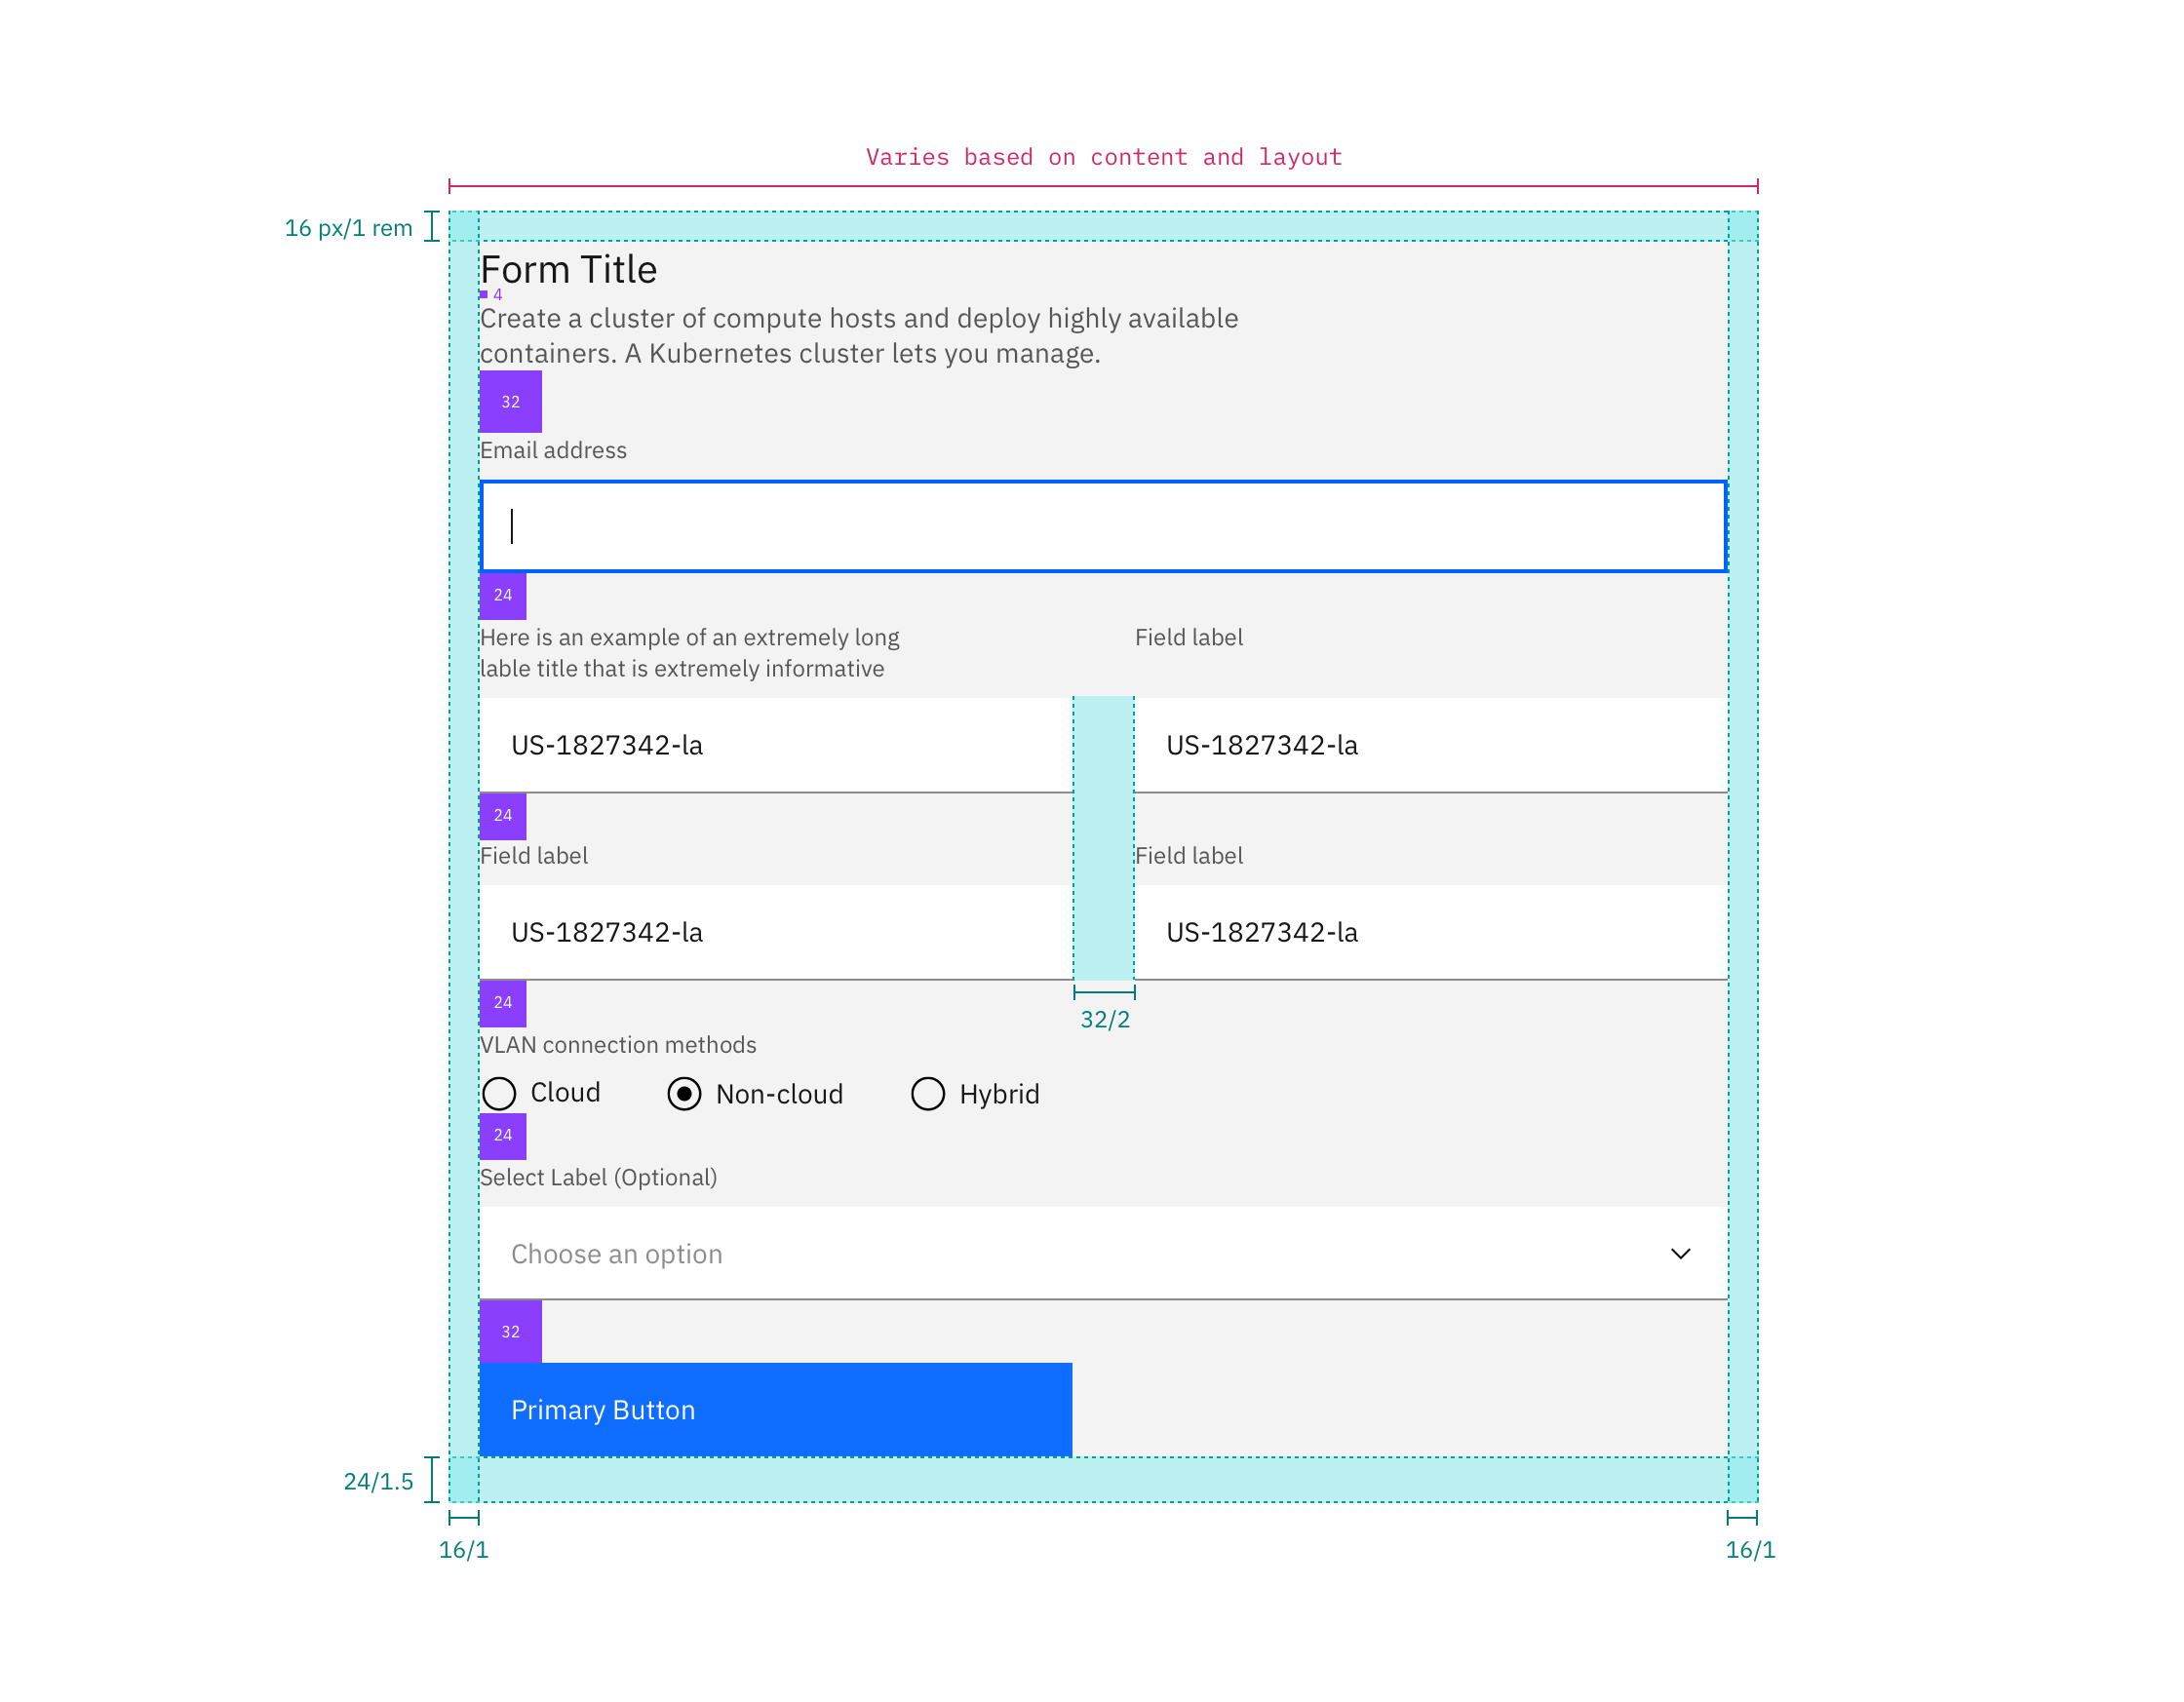 Varies based on content and layout
16 px/1 rem
Form Title
4
Create a cluster of compute hosts and deploy highly available
containers. A Kubernetes cluster lets you manage.
32
Email address
24
Here is an example of an extremely long
lable title that is extremely informative
Field label
US-1827342-la
US-1827342-la
24
Field label
Field label
US-1827342-la
US-1827342-la
24
32/2
VLAN connection methods
Cloud
Non-cloud
Hybrid
24
Select Label (Optional)
Choose an option
32
Primary Button
24/1.5
16/1
16/1